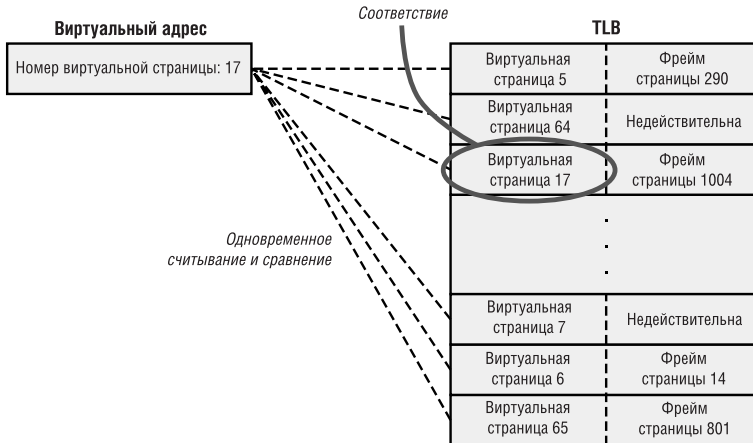 Соответствие
Виртуальный адрес
Номер виртуальной страницы: 17
TLB
Виртуальная
страница 5
Фрейм
страницы 290
Виртуальная
страница 64
Недействительна
Виртуальная
страница 17
Фрейм
страницы 1004
Одновременное
считывание и сравнение
Виртуальная
страница 7
Недействительна
Виртуальная
страница 6
Фрейм
страницы 14
Виртуальная
страница 65
Фрейм
страницы 801